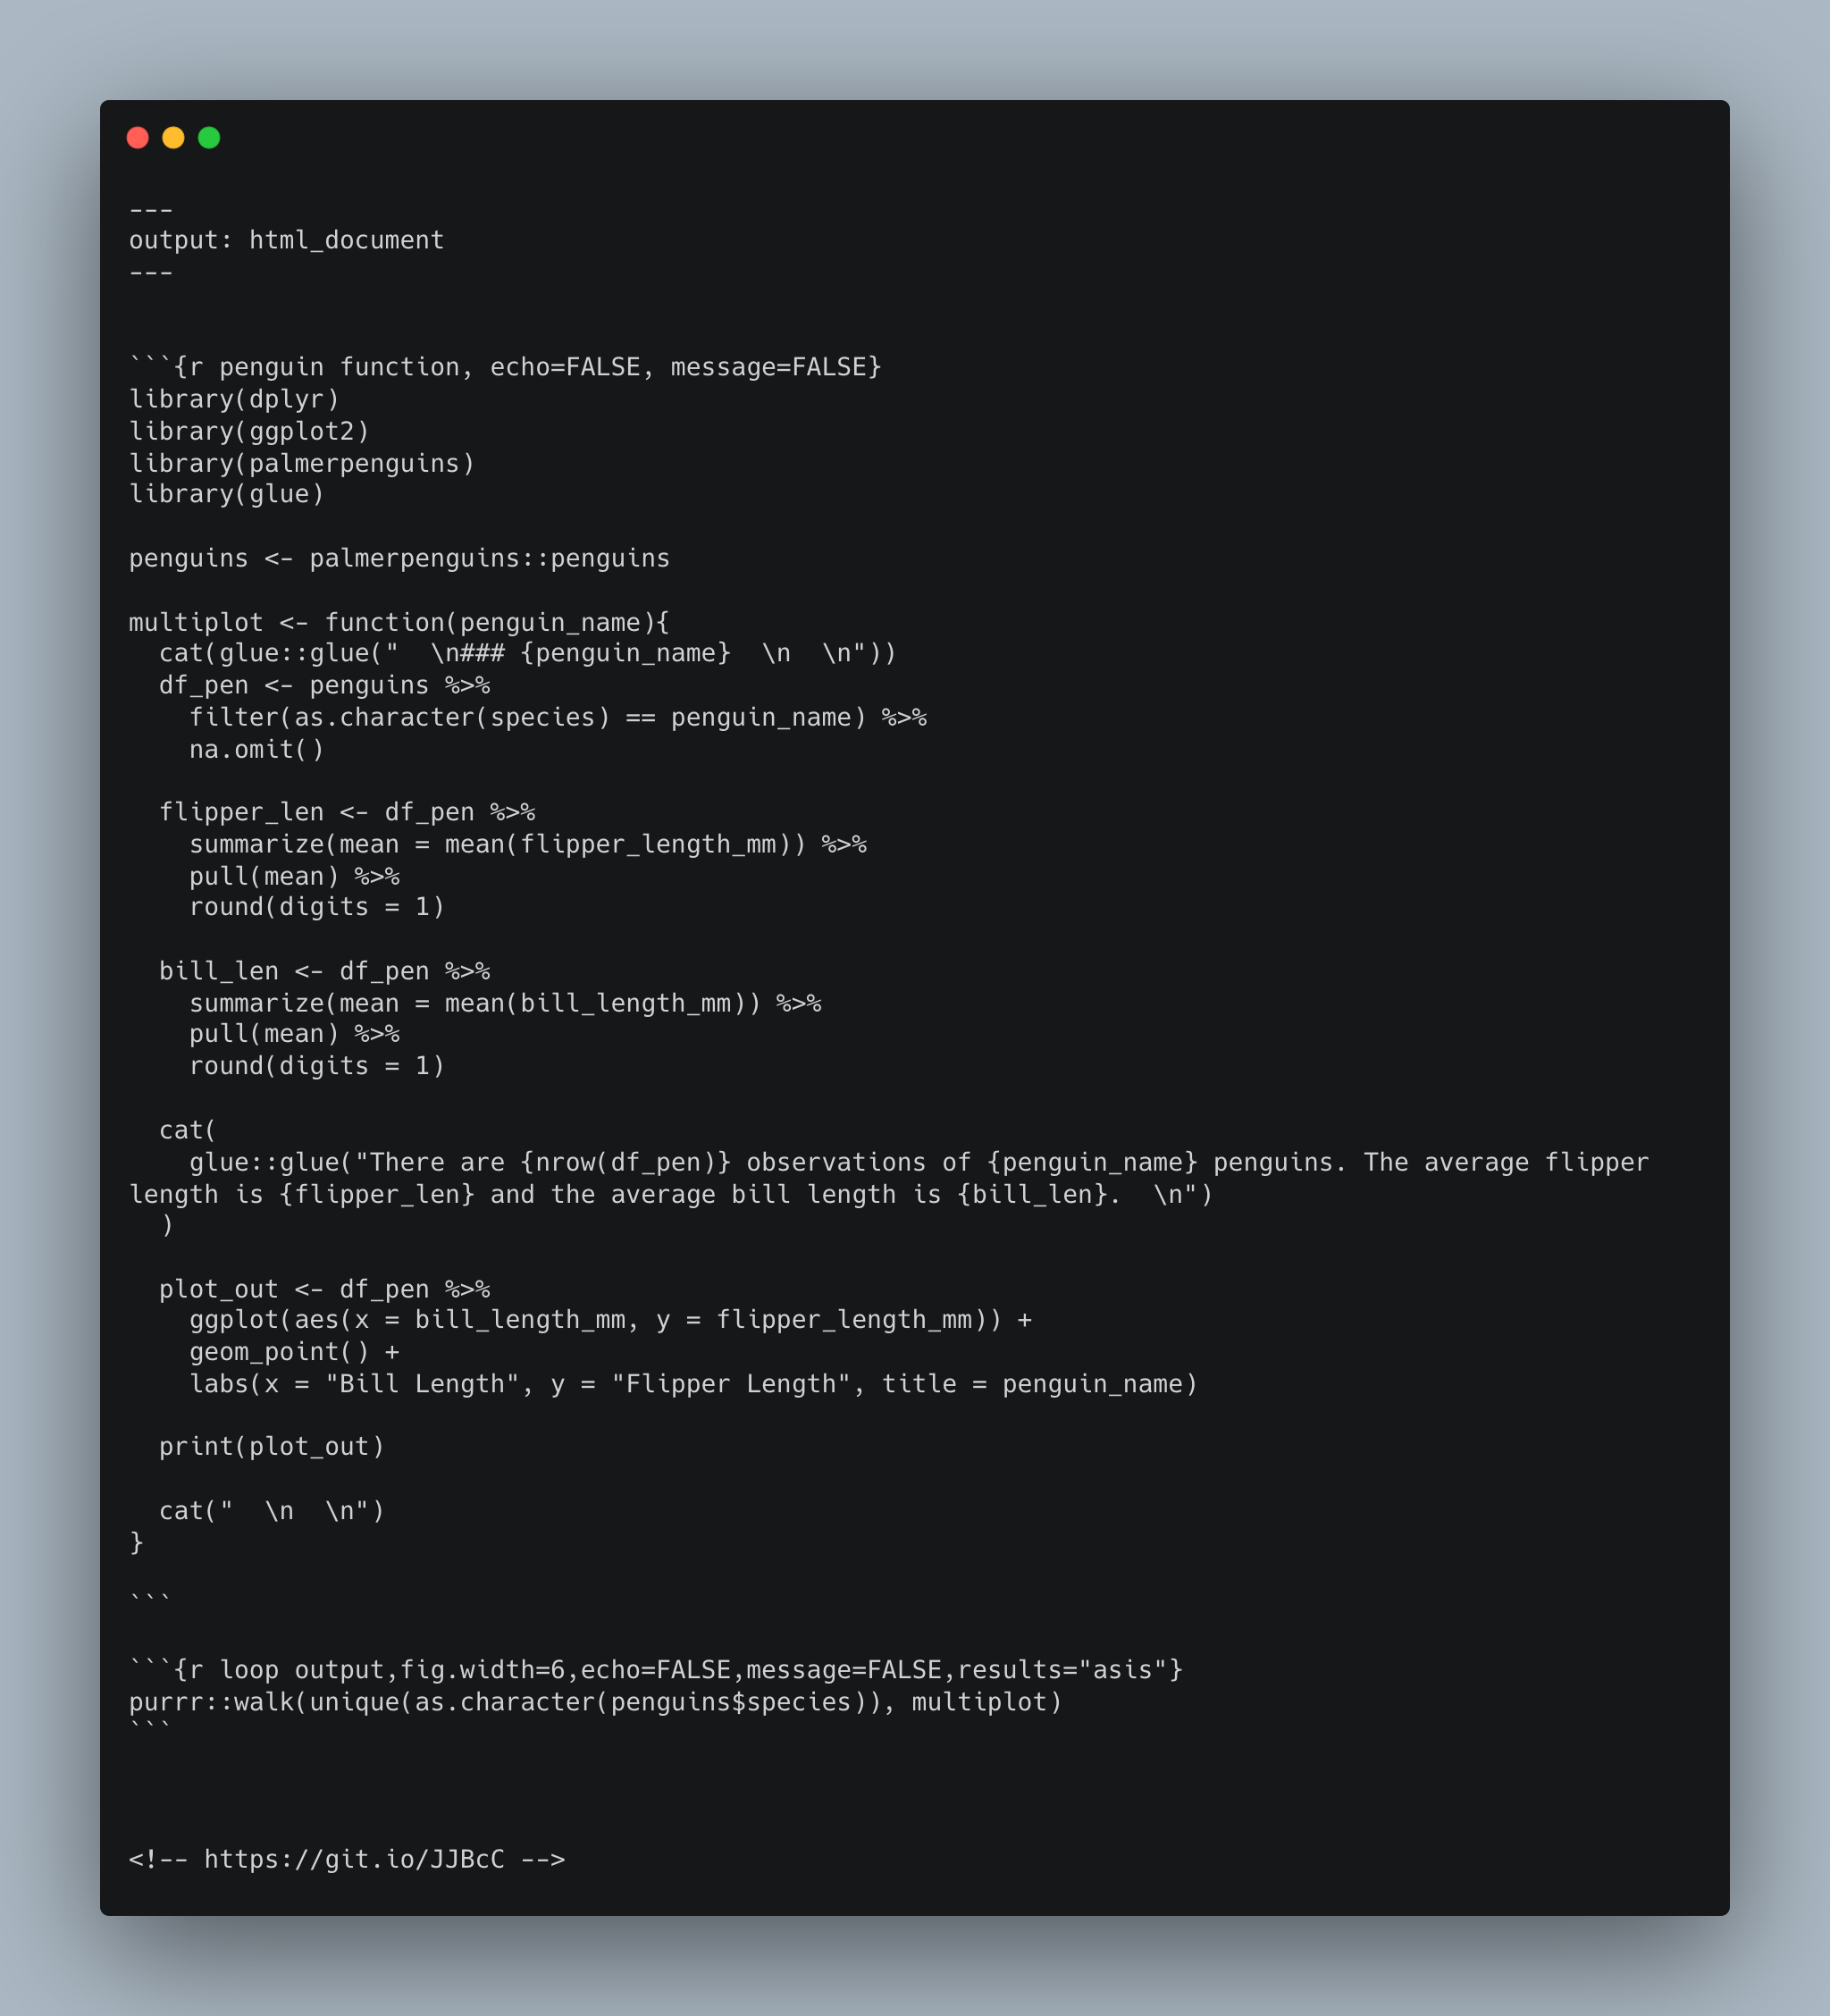 ---
output: html_document
---
```{r penguin function, echo=FALSE, message=FALSE}
library(dplyr)
library(ggplot2)
library(palmerpenguins)
library(glue)

penguins <- palmerpenguins::penguins

multiplot <- function(penguin_name){
  cat(glue::glue("  \n### {penguin_name}  \n  \n"))
  df_pen <- penguins %>%
    filter(as.character(species) == penguin_name) %>%
    na.omit()

  flipper_len <- df_pen %>%
    summarize(mean = mean(flipper_length_mm)) %>%
    pull(mean) %>%
    round(digits = 1)

  bill_len <- df_pen %>%
    summarize(mean = mean(bill_length_mm)) %>%
    pull(mean) %>%
    round(digits = 1)

  cat(
    glue::glue("There are {nrow(df_pen)} observations of {penguin_name} penguins. The average flipper
length is {flipper_len} and the average bill length is {bill_len}.  \n")
  )

  plot_out <- df_pen %>%
    ggplot(aes(x = bill_length_mm, y = flipper_length_mm)) +
    geom_point() +
    labs(x = "Bill Length", y = "Flipper Length", title = penguin_name)

  print(plot_out)

  cat("  \n  \n")
}

```

```{r loop output,fig.width=6,echo=FALSE,message=FALSE,results="asis"}
purrr::walk(unique(as.character(penguins$species)), multiplot)
```

<!-- https://git.io/JJBcC -->